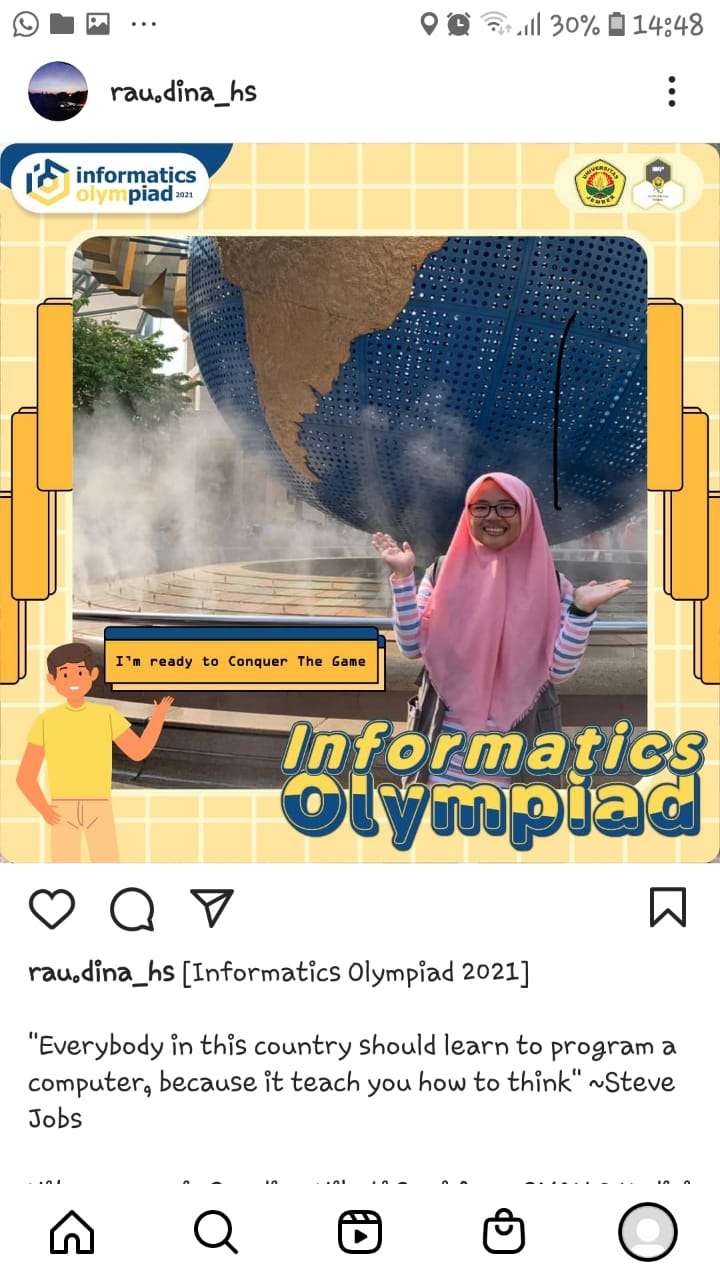 30% 14:48
rau.dina_hs
informatics
olympiad 2021
UNIVERSITAS
JEMBER
I'm ready to Conquer The Game
Informatics
Olympiad
rau.dina_hs [Informatics Olympiad 2021]
"Everybody in this country should learn to program a
computer, because it teach you how to think" ~Steve
Jobs